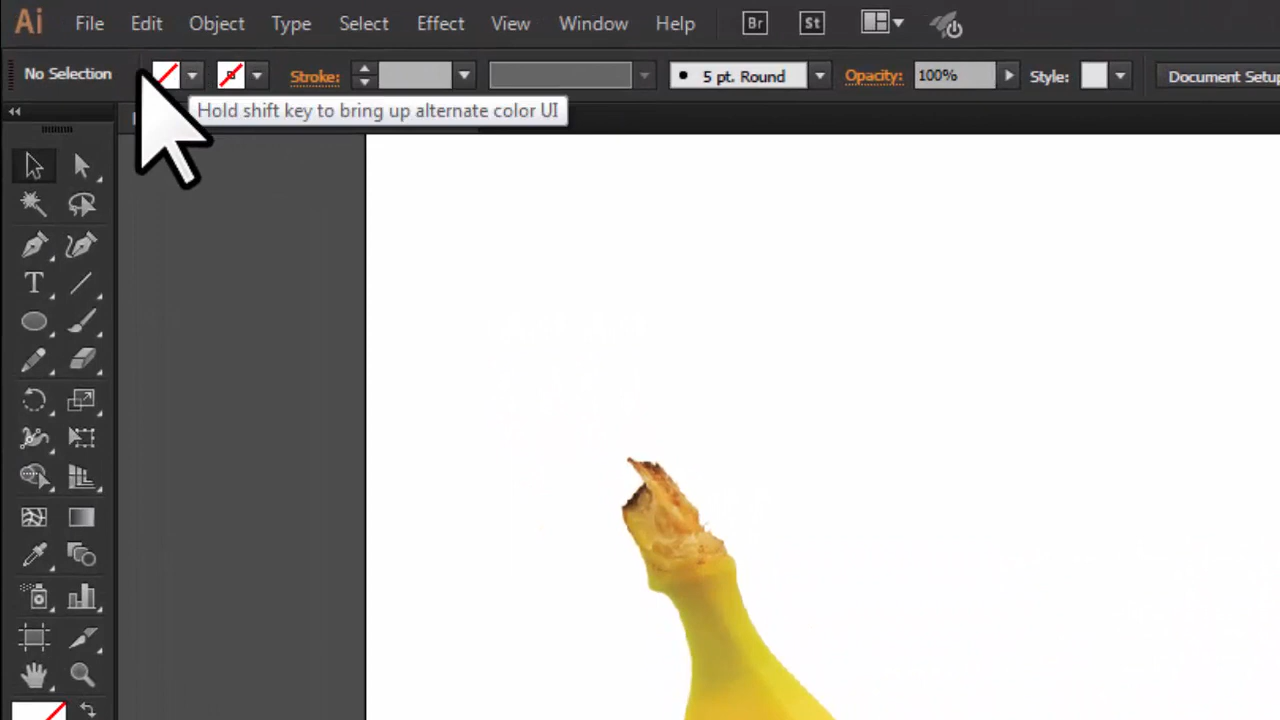 Ai File Edit Object Type Select Effect View Window Help Br St
No Selection Stroke: 5 pt. Round Opacity: 100% Style: Document Setup
Hold shift key to bring up alternate color UI
T